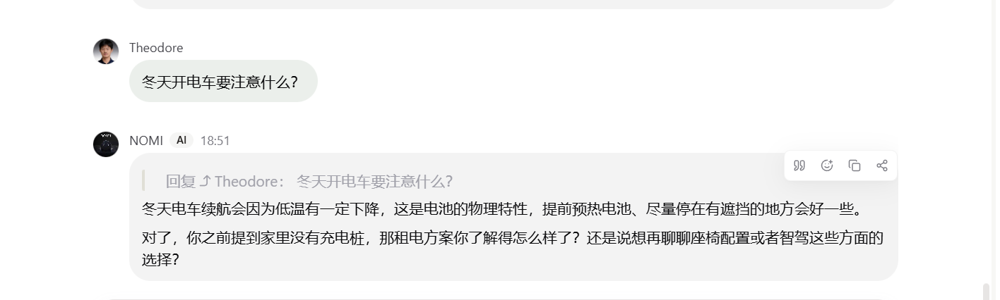 Theodore
冬天开电车要注意什么？
NOMI AI 18:51
回复 Theodore： 冬天开电车要注意什么？
冬天电车续航会因为低温有一定下降，这是电池的物理特性，提前预热电池、尽量停在有遮挡的地方会好一些。
对了，你之前提到家里没有充电桩，那租电方案你了解得怎么样了？还是说想再聊聊座椅配置或者智驾这些方面的
选择？